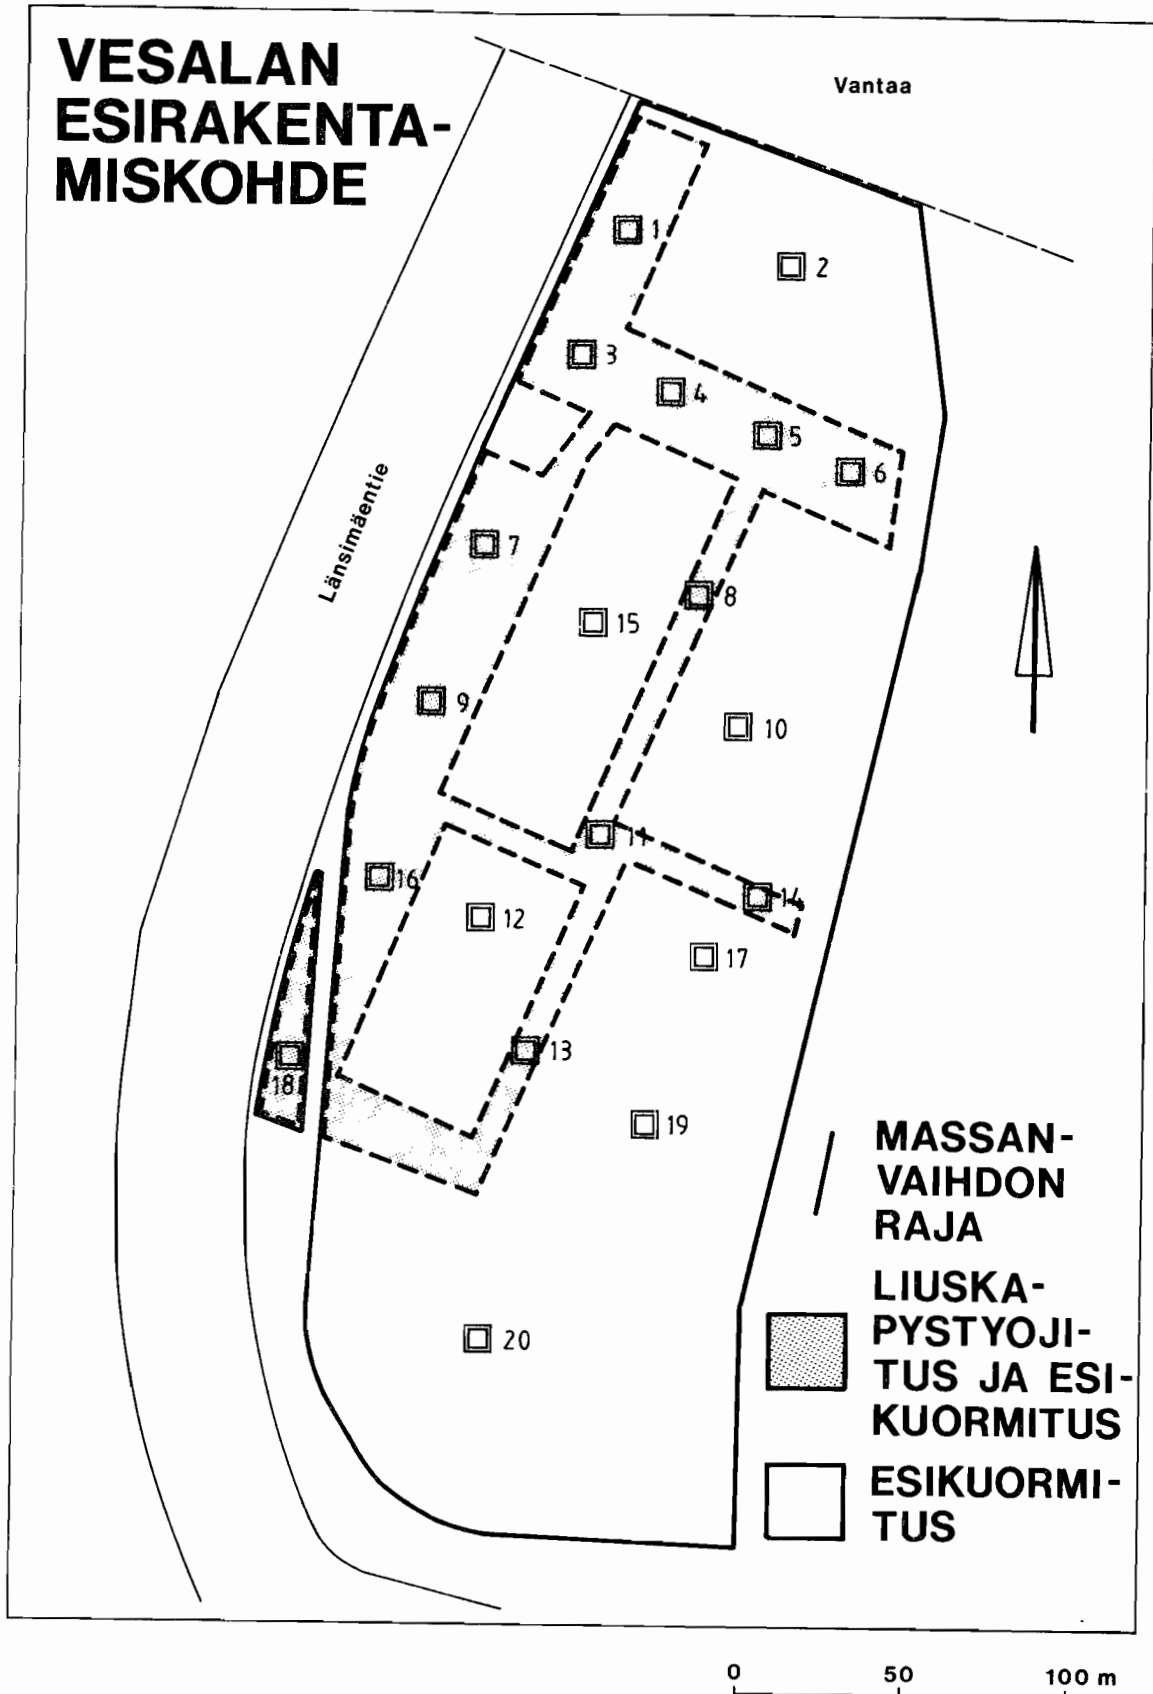 VESALAN
ESIRAKENTA-
MISKOHDE
Vantaa
1
2
3
4
5
6
Länsimäentie
7
8
15
9
10
11
16
12
14
17
13
18
19
20
MASSAN-
VAIHDON
RAJA
LIUSKA-
PYSTYOJI-
TUS JA ESI-
KUORMITUS
ESIKUORMI-
TUS
0 50 100 m